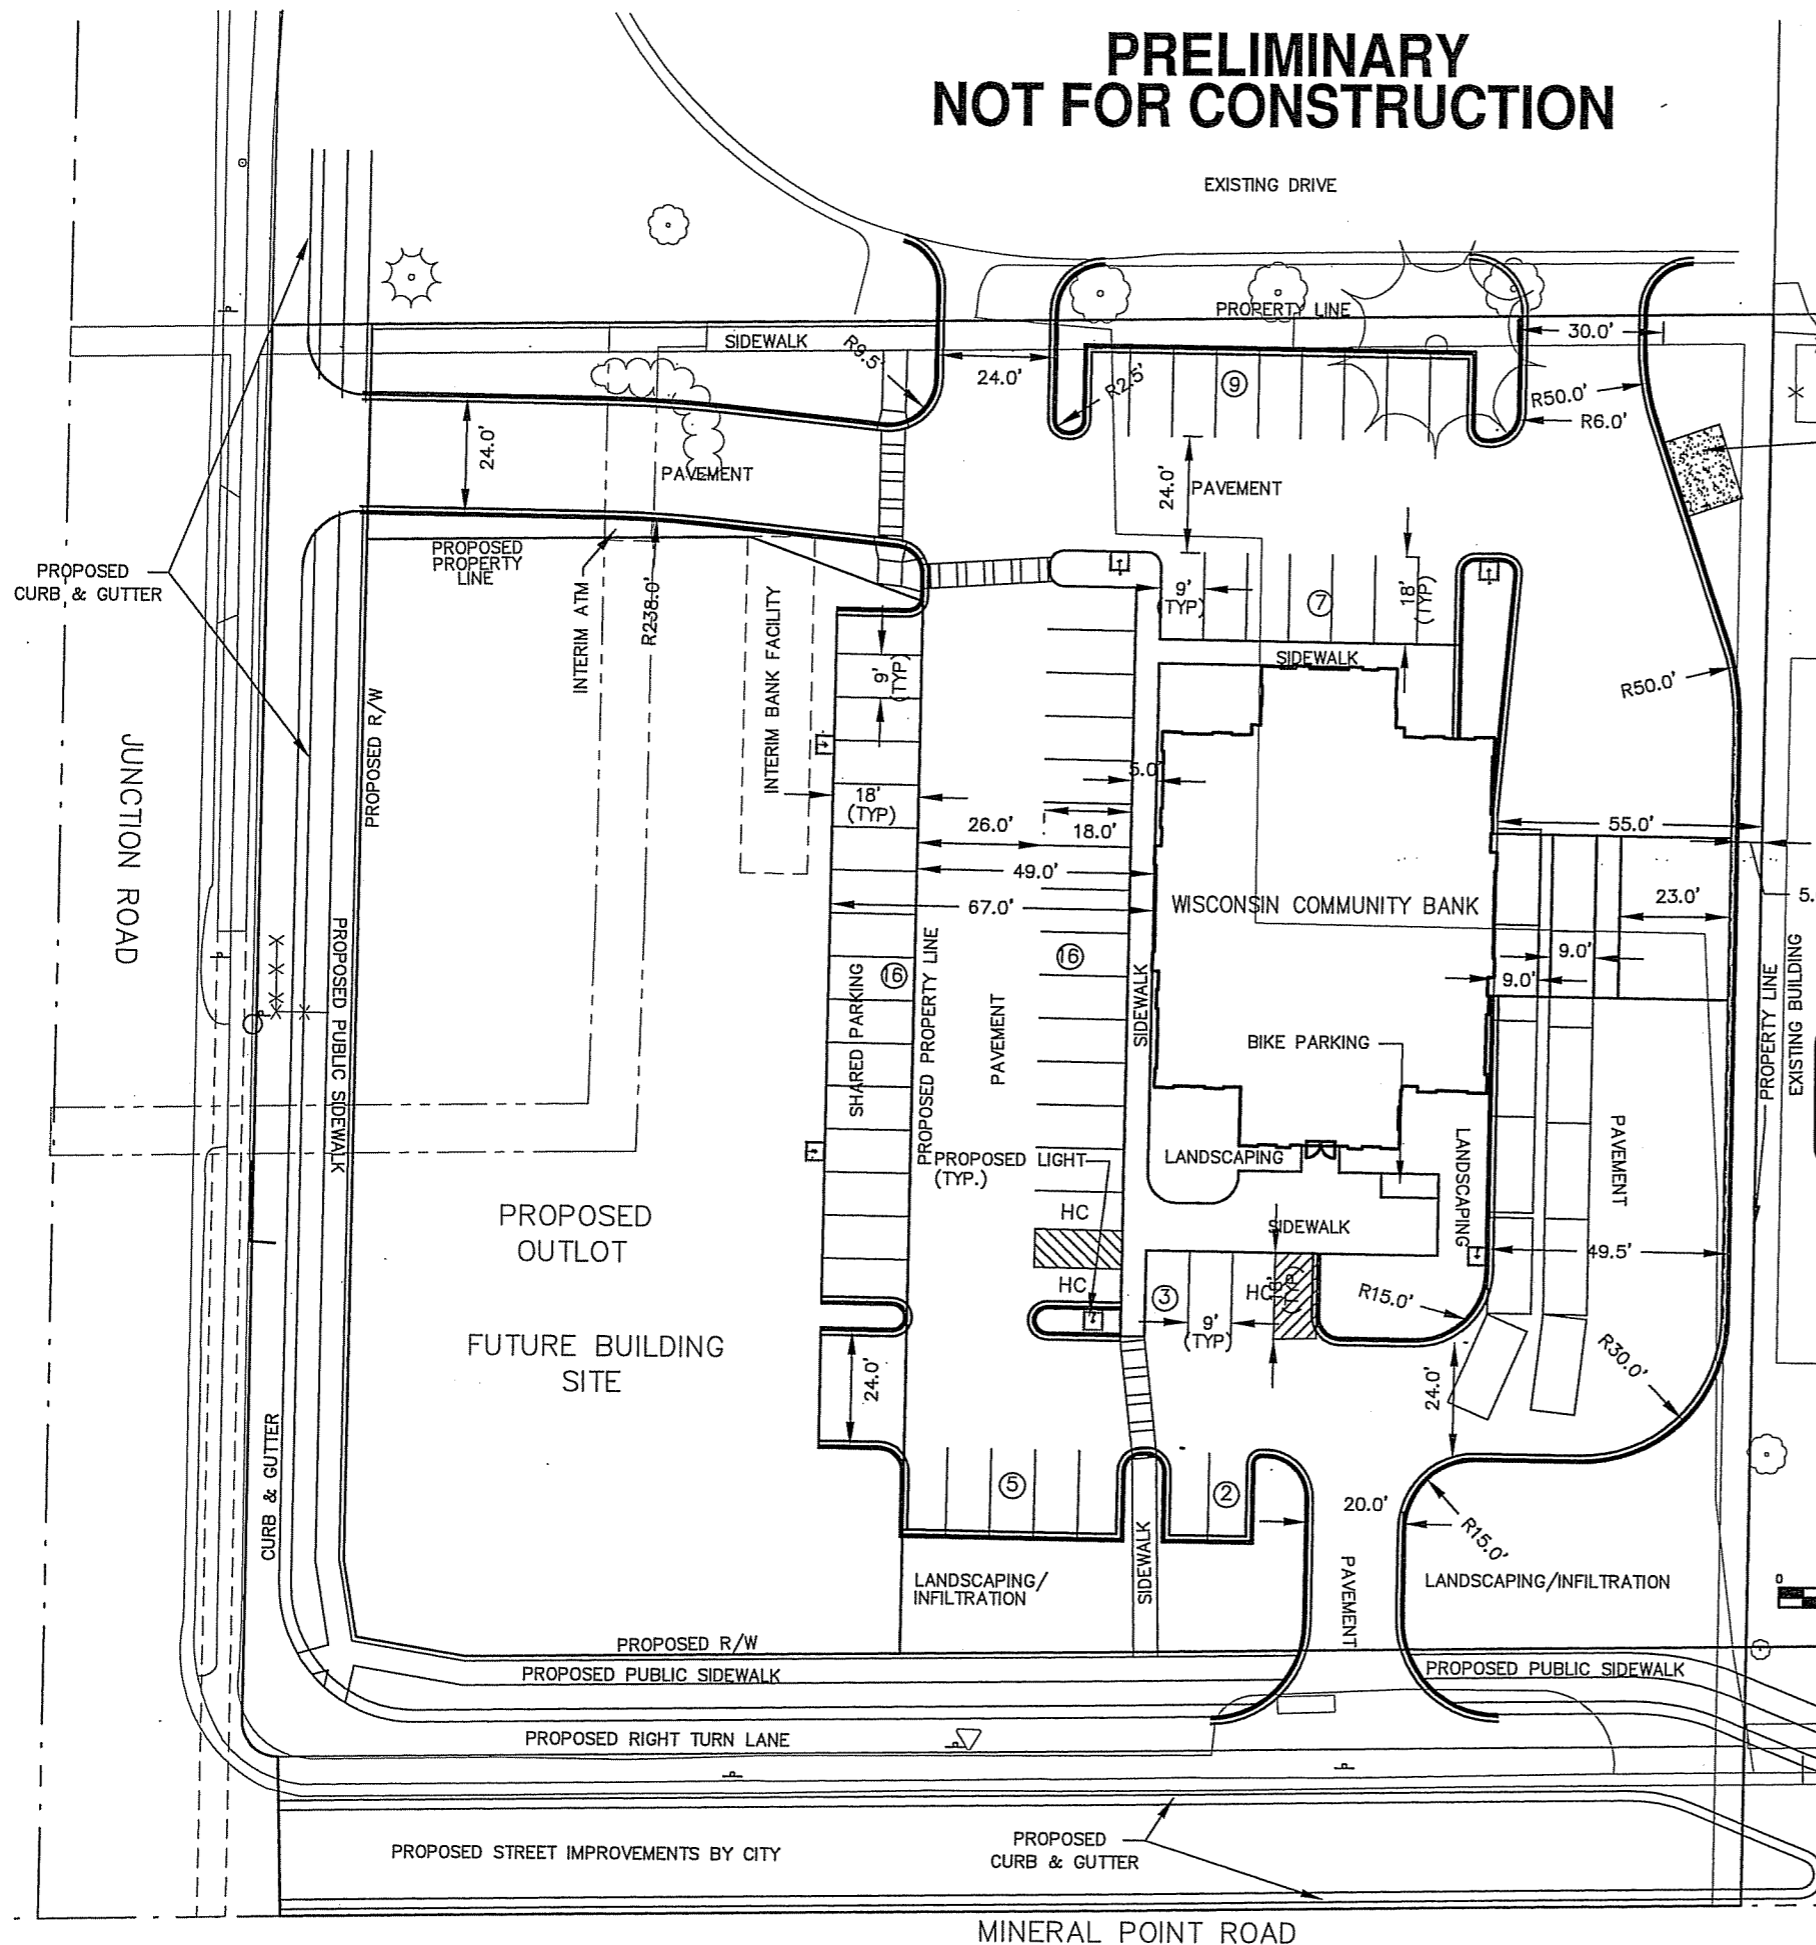 PRELIMINARY
NOT FOR CONSTRUCTION
EXISTING DRIVE
PROPERTY LINE
30.0'
SIDEWALK
R9.5'
24.0'
R2.5'
9
R50.0'
R6.0'
24.0'
PAVEMENT
24.0'
PAVEMENT
PROPOSED
PROPERTY
LINE
PROPOSED
CURB & GUTTER
INTERIM ATM
R238.0'
INTERIM BANK FACILITY
9'
(TYP)
9'
(TYP)
7
18'
(TYP)
SIDEWALK
R50.0'
PROPOSED R/W
JUNCTION ROAD
5.0'
18'
(TYP)
26.0'
18.0'
55.0'
49.0'
67.0'
WISCONSIN COMMUNITY BANK
23.0'
5.
9.0'
9.0'
PROPOSED PUBLIC SIDEWALK
SHARED PARKING
16
PROPOSED PROPERTY LINE
PAVEMENT
16
SIDEWALK
BIKE PARKING
PROPERTY LINE
EXISTING BUILDING
PROPOSED LIGHT
(TYP.)
LANDSCAPING
LANDSCAPING
PAVEMENT
PROPOSED
OUTLOT
HC
SIDEWALK
49.5'
HC
3
HC
R15.0'
9'
(TYP)
FUTURE BUILDING
SITE
24.0'
24.0'
R30.0'
CURB & GUTTER
5
2
20.0'
R15.0'
SIDEWALK
PAVEMENT
LANDSCAPING/
INFILTRATION
LANDSCAPING/INFILTRATION
0
PROPOSED R/W
PROPOSED PUBLIC SIDEWALK
PROPOSED PUBLIC SIDEWALK
PROPOSED RIGHT TURN LANE
PROPOSED STREET IMPROVEMENTS BY CITY
PROPOSED
CURB & GUTTER
MINERAL POINT ROAD